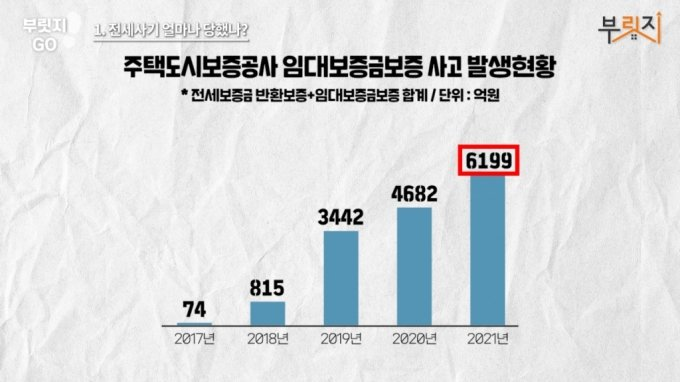 부릿지
GO!
1. 전세사기 얼마나 당했나?
부릿지
주택도시보증공사 임대보증금보증 사고 발생현황
* 전세보증금 반환보증+임대보증금보증 합계 / 단위 : 억원
74
815
3442
4682
6199
2017년
2018년
2019년
2020년
2021년